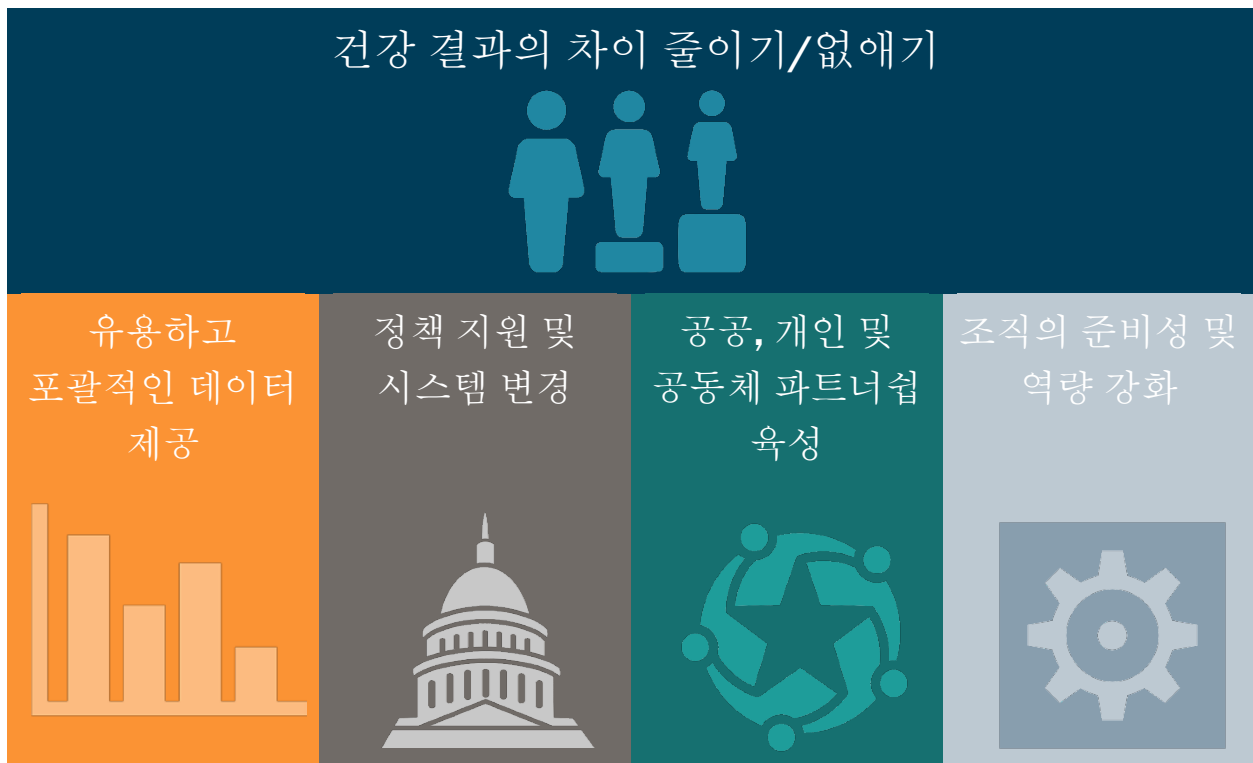 건강 결과의 차이 줄이기/없애기
유용하고
포괄적인 데이터
제공
정책 지원 및
시스템 변경
공공, 개인 및
공동체 파트너쉽
육성
조직의 준비성 및
역량 강화